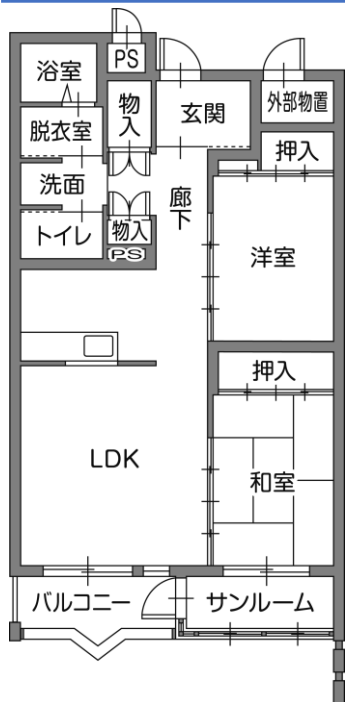 PS
浴室
物入
玄関
外部物置
脱衣室
押入
洗面
廊下
トイレ
物入
PS
洋室
押入
LDK
和室
バルコニー
サンルーム